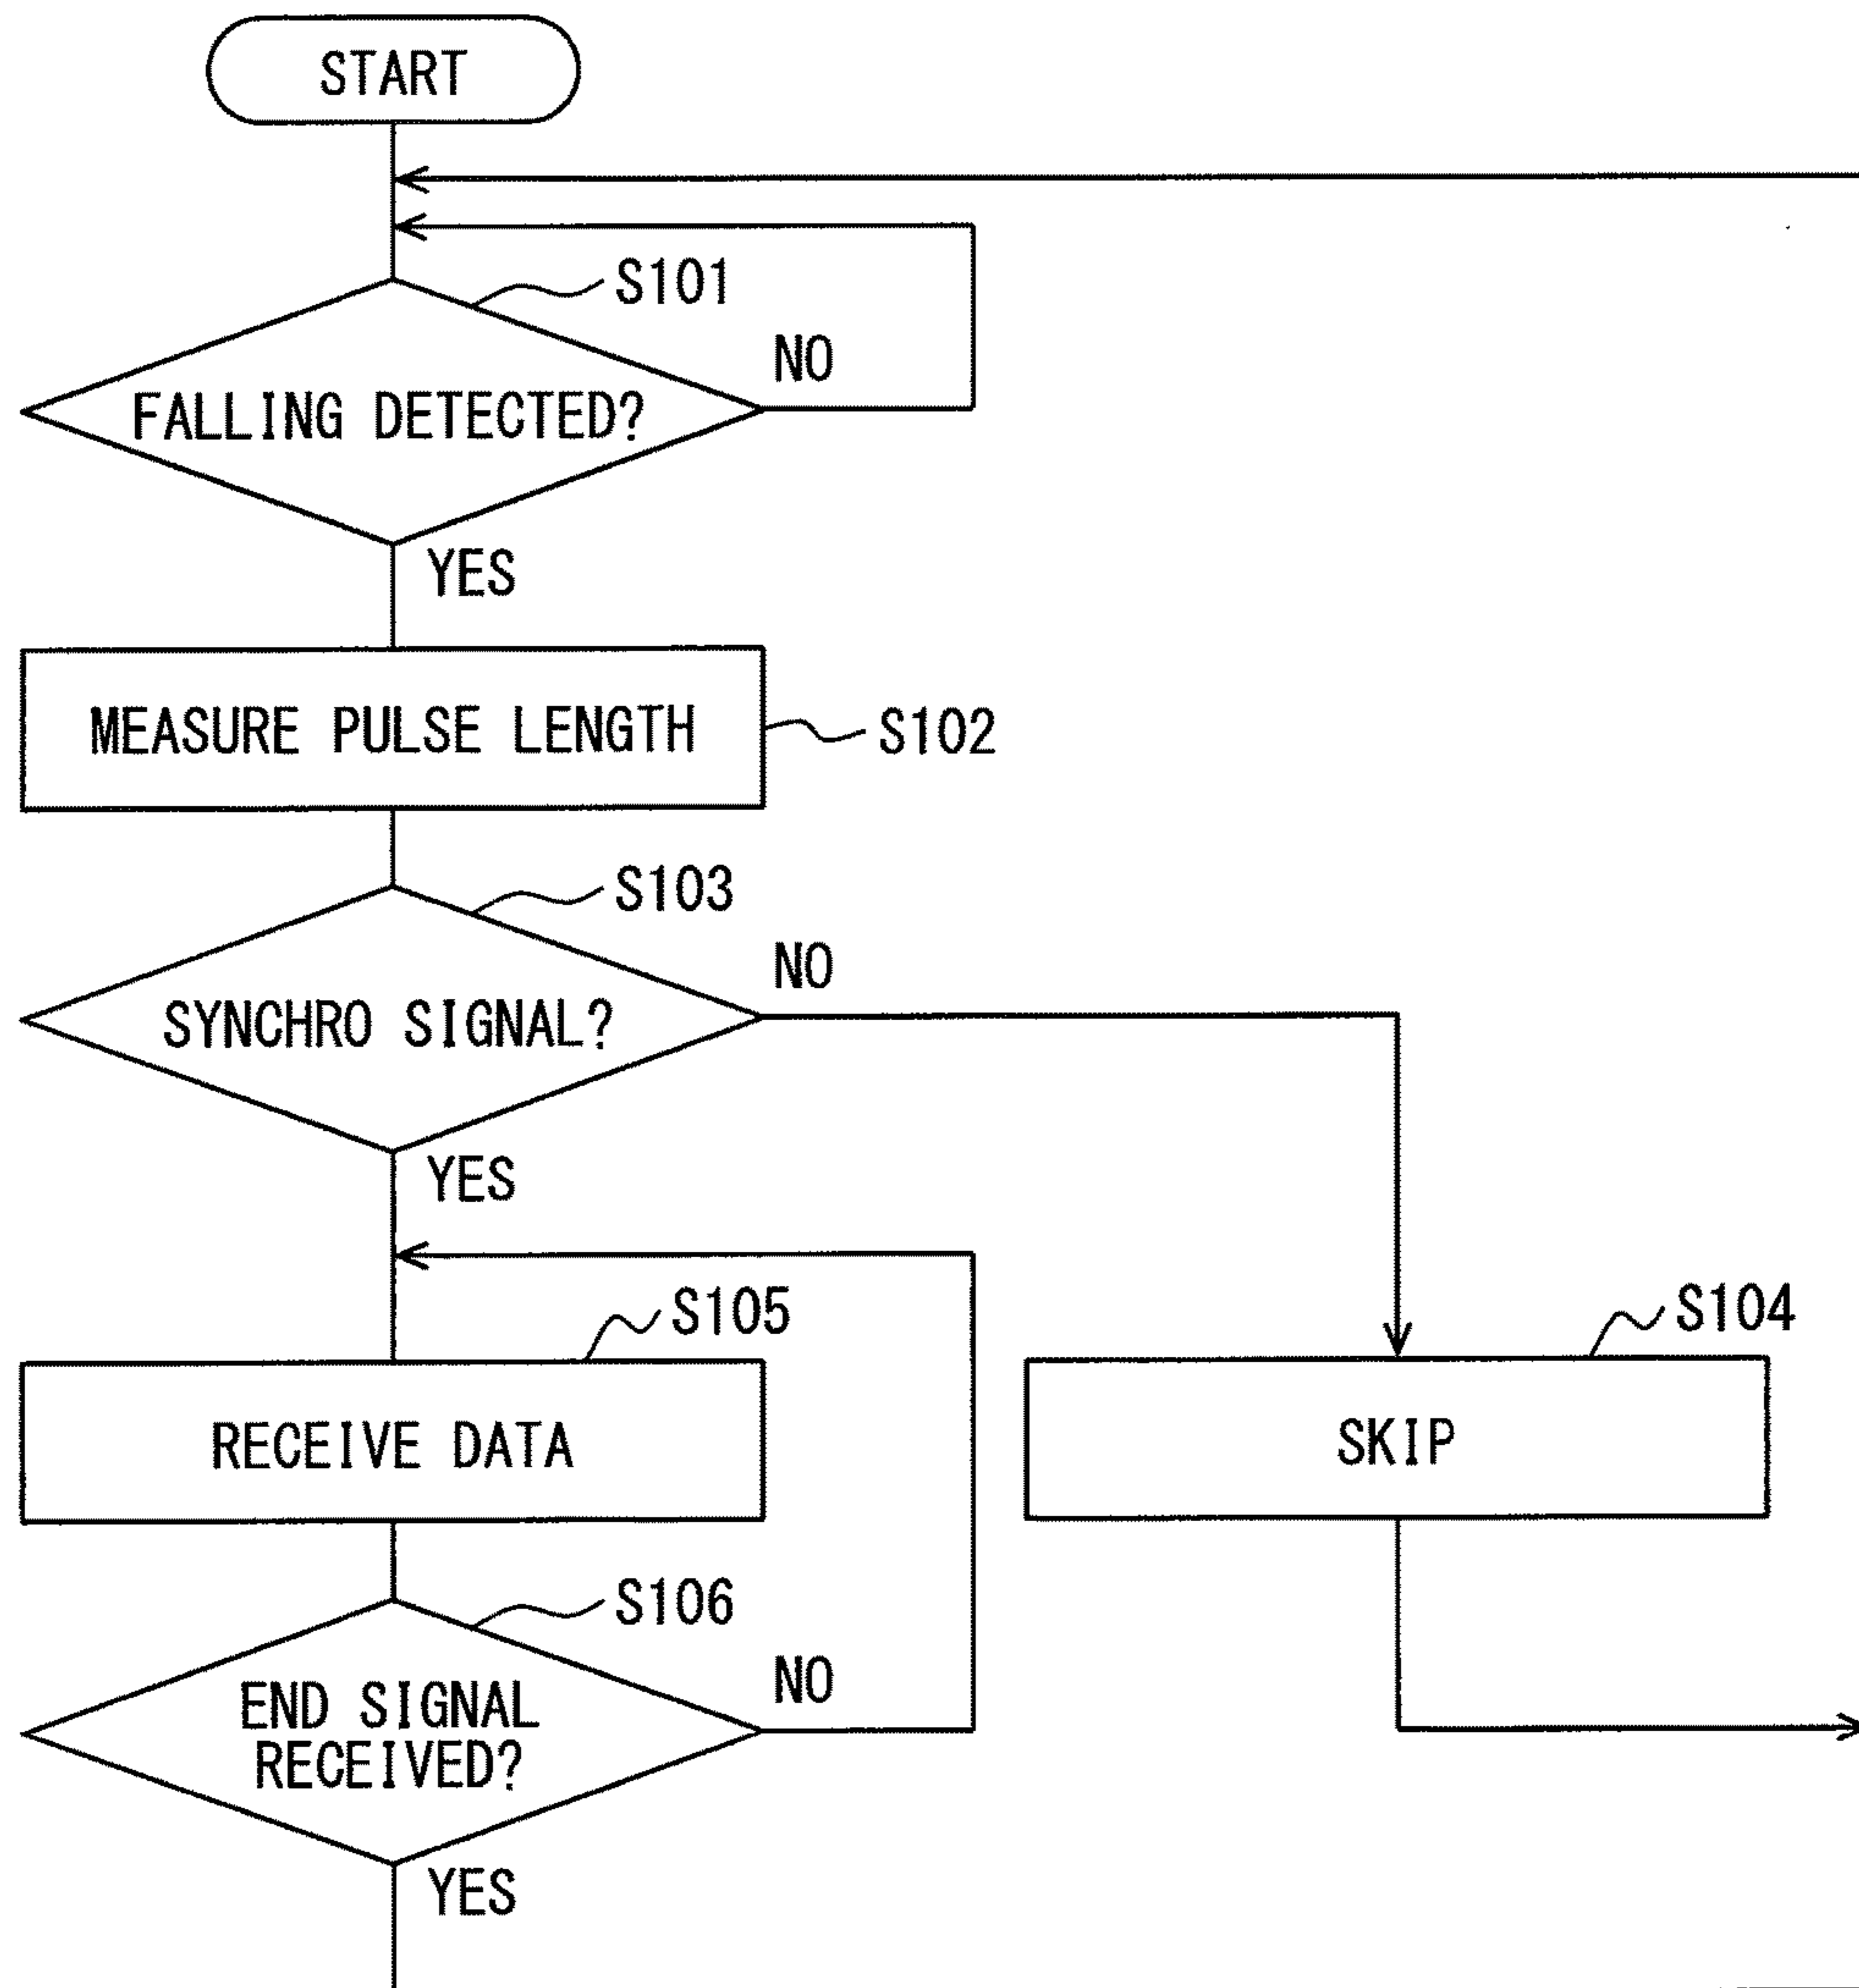 START
S101
NO
FALLING DETECTED?
YES
MEASURE PULSE LENGTH
S102
S103
NO
SYNCHRO SIGNAL?
YES
S105
S104
RECEIVE DATA
SKIP
S106
NO
END SIGNAL
RECEIVED?
YES